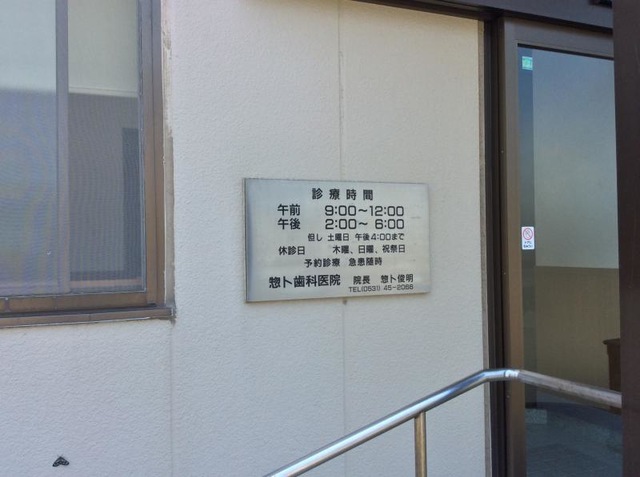 診療時間
午前 9:00～12:00
午後 2:00～ 6:00
但し 土曜日 午後4:00まで
休診日 木曜、日曜、祝祭日
予約診療 急患随時
惣卜歯科医院 院長 惣卜俊明
TEL(0531) 45-2068